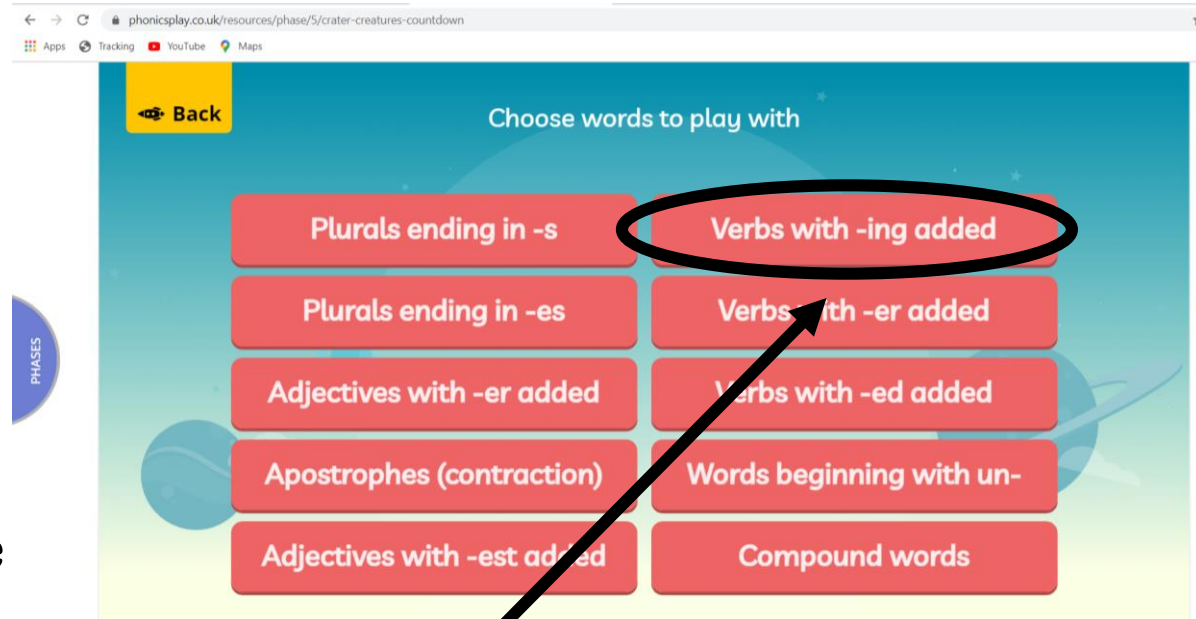 phonicsplay.co.uk/resources/phase/5/crater-creatures-countdown
Apps Tracking YouTube Maps
Back
Choose words to play with
Plurals ending in -s
Verbs with -ing added
Plurals ending in -es
Verbs with -er added
PHASES
Adjectives with -er added
Verbs with -ed added
Apostrophes (contraction)
Words beginning with un-
e
Adjectives with -est added
Compound words